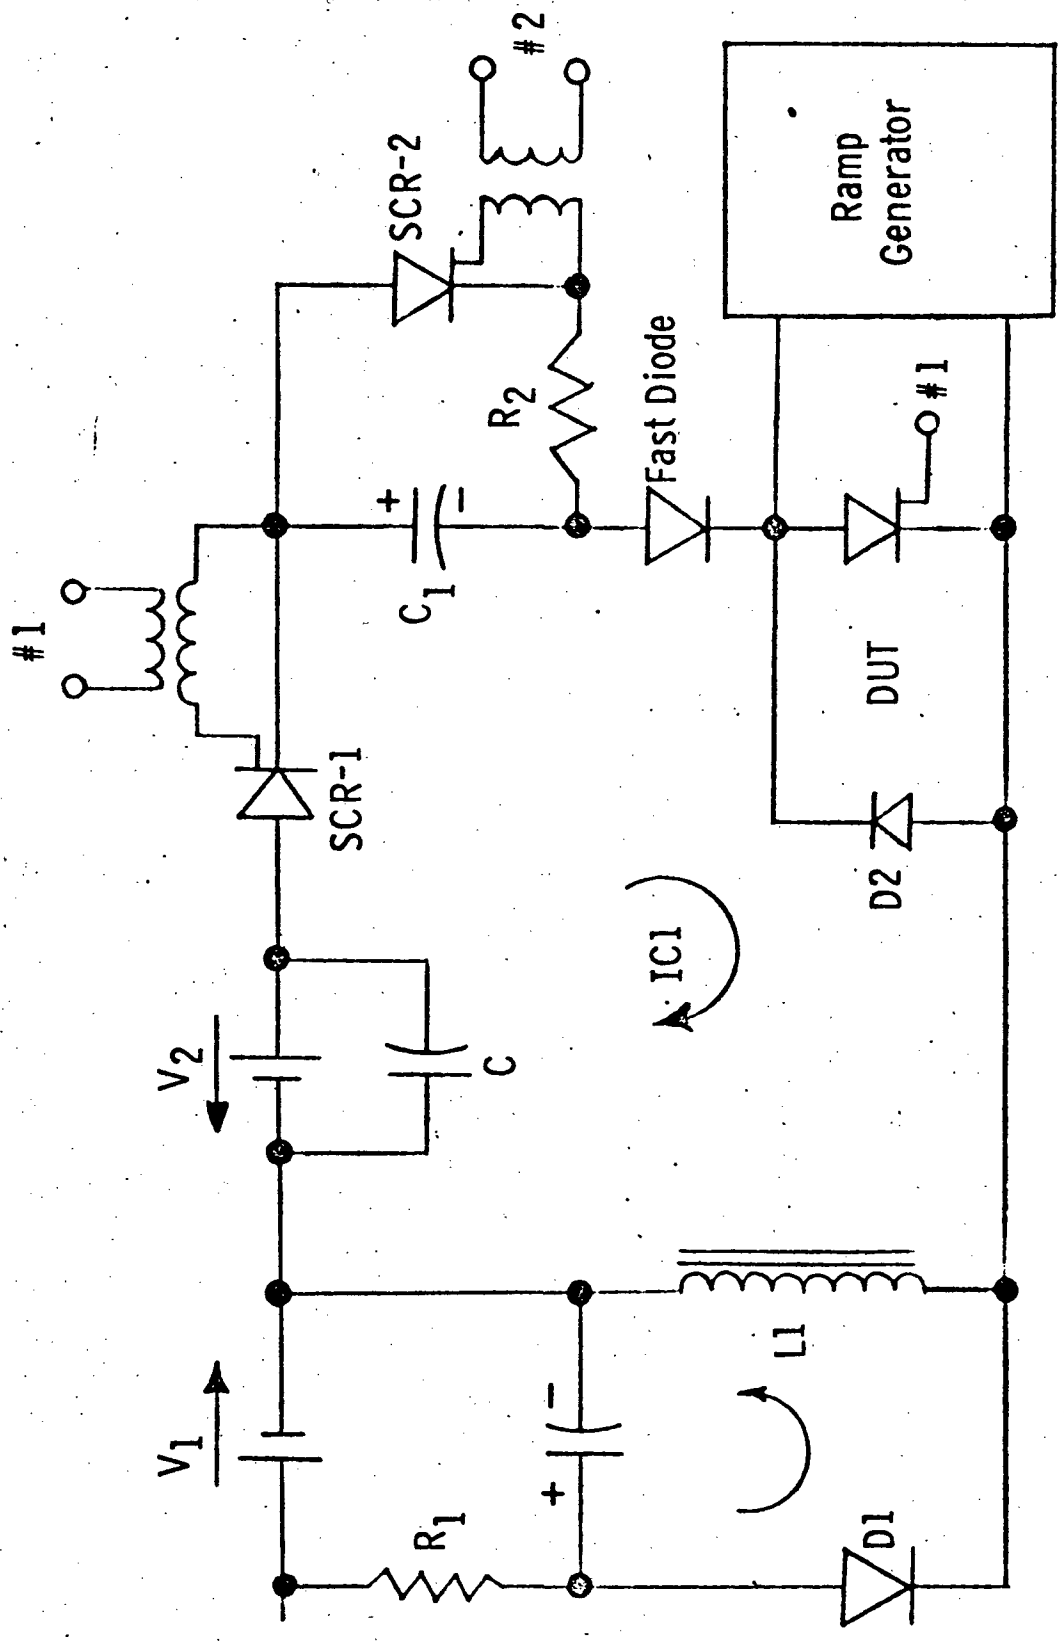 #1
#2
V1
V2
SCR-1
SCR-2
R1
+
-
C
C1
+
-
R2
Fast Diode
IC1
L1
D1
D2
DUT
#1
Ramp
Generator